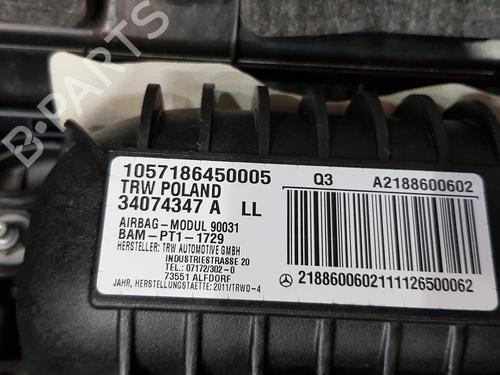 B-PARTS
1057186450005
TRW POLAND
34074347 A LL
AIRBAG-MODUL 90031
BAM-PT1-1729
HERSTELLER: TRW AUTOMOTIVE GMBH
INDUSTRIESTRASSE 20
TEL.: 07172/302-0
73551 ALFDORF
JAHR, HERSTELLUNGSTAETTE: 2011/TRWO-4
Q3 A2188600602
2188600602111126500062